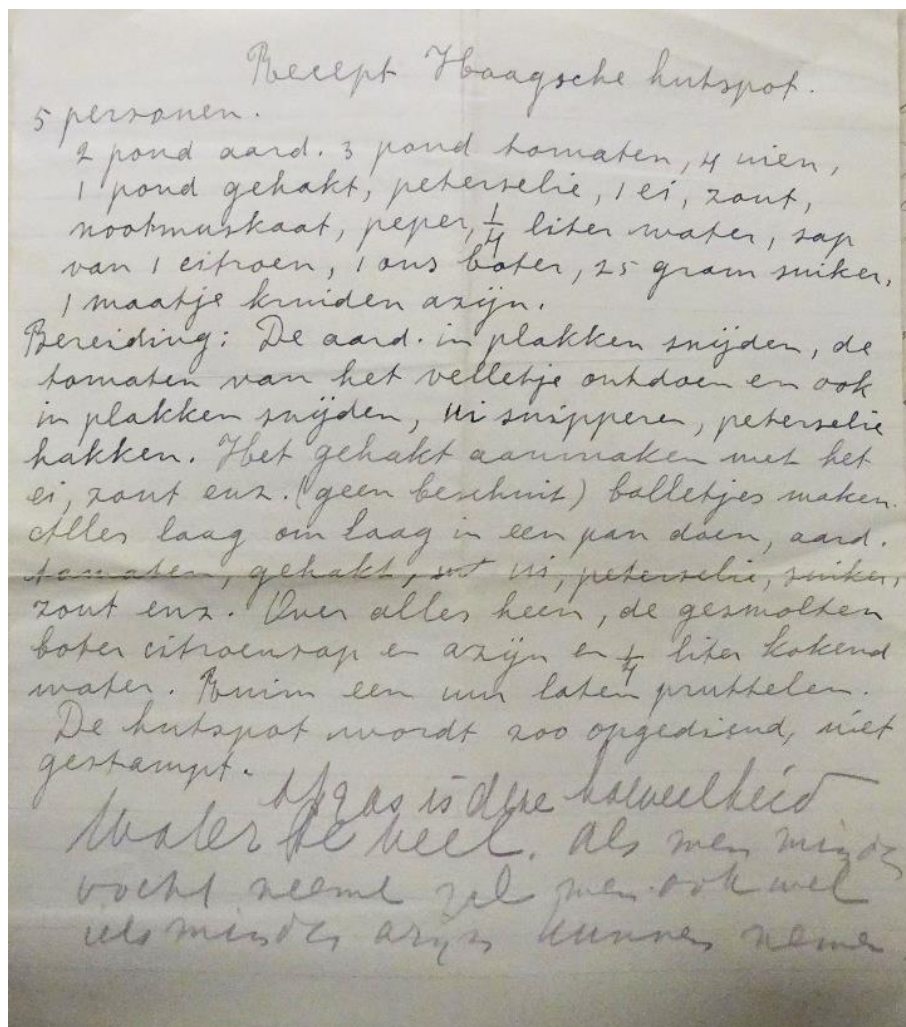 Recept Haagsche hutspot.
5 personen.
2 pond aard. 3 pond tomaten, 4 uien,
1 pond gehakt, peterselie, 1 ei, zout,
nootmuskaat, peper, 1/4 liter water, sap
van 1 citroen, 1 ons boter, 25 gram suiker,
1 maatje kruiden azijn.
Bereiding: De aard. in plakken snijden, de
tomaten van het velletje ontdoen en ook
in plakken snijden, ui snipperen, peterselie
hakken. Het gehakt aanmaken met het
ei, zout enz. (geen beschuit) balletjes maken.
Alles laag om laag in een pan doen, aard.
tomaten, gehakt, ui, peterselie, suiker,
zout enz. Over alles heen, de gesmolten
boter citroensap en azijn en 1/4 liter kokend
water. Ruim een uur laten pruttelen.
De hutspot wordt zoo opgediend, niet
gestampt.
Op gas is deze hoeveelheid
Water te veel. Als men minder
vocht neemt zal men ook wel
iets minder azijn kunnen nemen